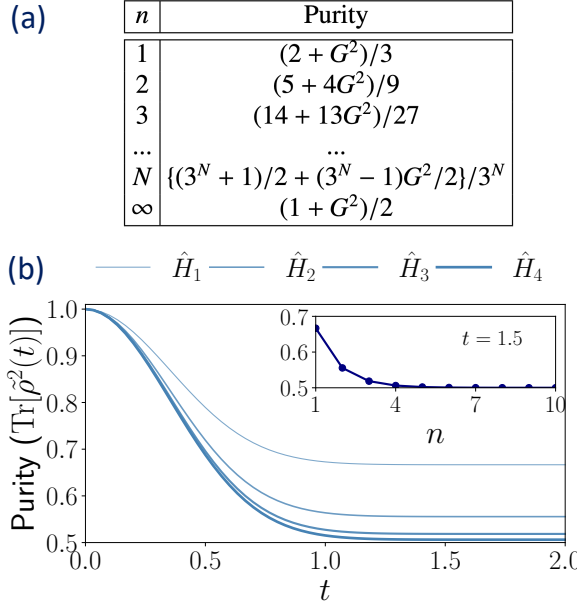 (a)
n Purity
1 (2 + G²)/3
2 (5 + 4G²)/9
3 (14 + 13G²)/27
... ...
N {(3ᴺ + 1)/2 + (3ᴺ − 1)G²/2}/3ᴺ
∞ (1 + G²)/2
(b)
Ĥ₁ Ĥ₂ Ĥ₃ Ĥ₄
Purity (Tr[ρ̃²(t)])
1.0
0.9
0.8
0.7
0.6
0.5
0.0 0.5 1.0 1.5 2.0
t
0.7
0.6
0.5
t = 1.5
1 4 7 10
n